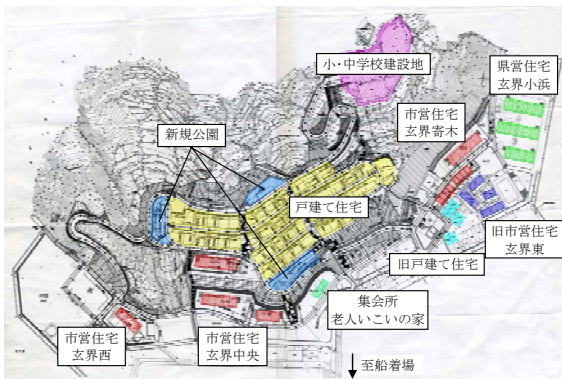 小・中学校建設地
県営住宅
玄界小浜
市営住宅
玄界寄木
新規公園
戸建て住宅
旧市営住宅
玄界東
旧戸建て住宅
集会所
老人いこいの家
市営住宅
玄界西
市営住宅
玄界中央
至船着場